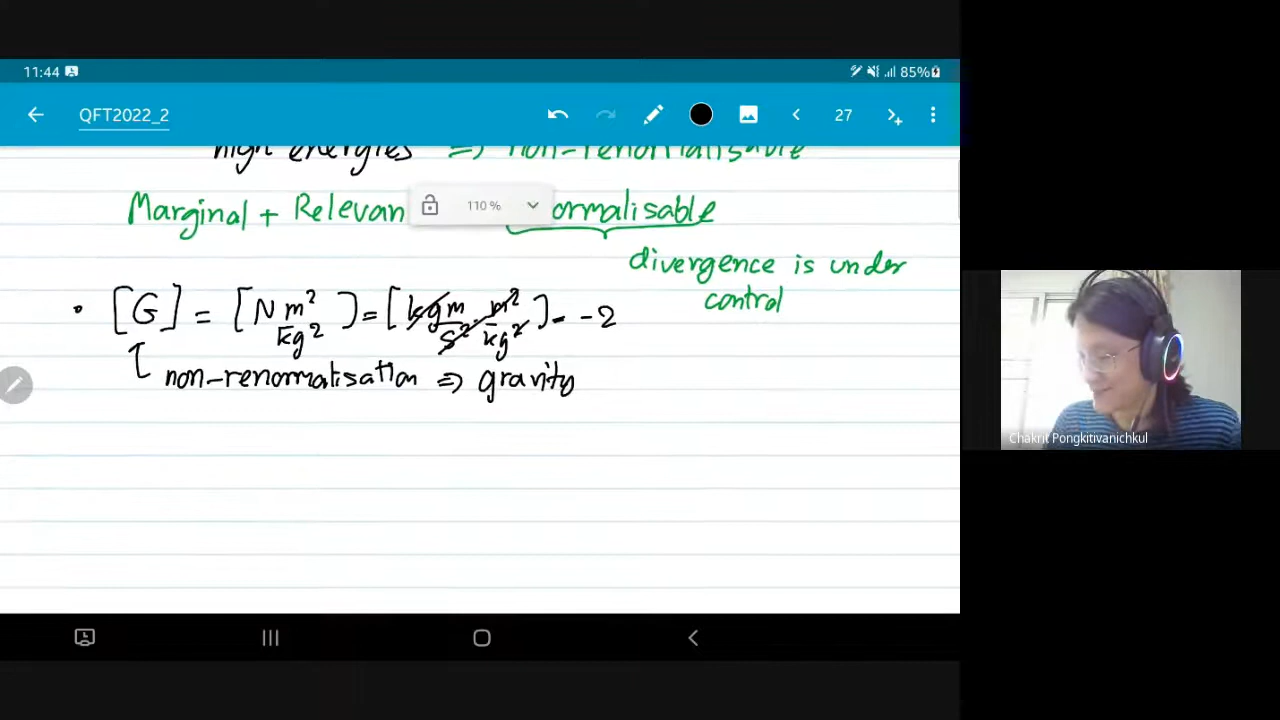 11:44 85%
QFT2022_2 27
high energies ⇒ non-renormalisable
Marginal + Relevan 110 % ormalisable
divergence is under
control
• [G] = [N m²/kg²] = [kgm/s² · m²/kg²] = -2
non-renormalisation ⇒ gravity
Chakrit Pongkitivanichkul